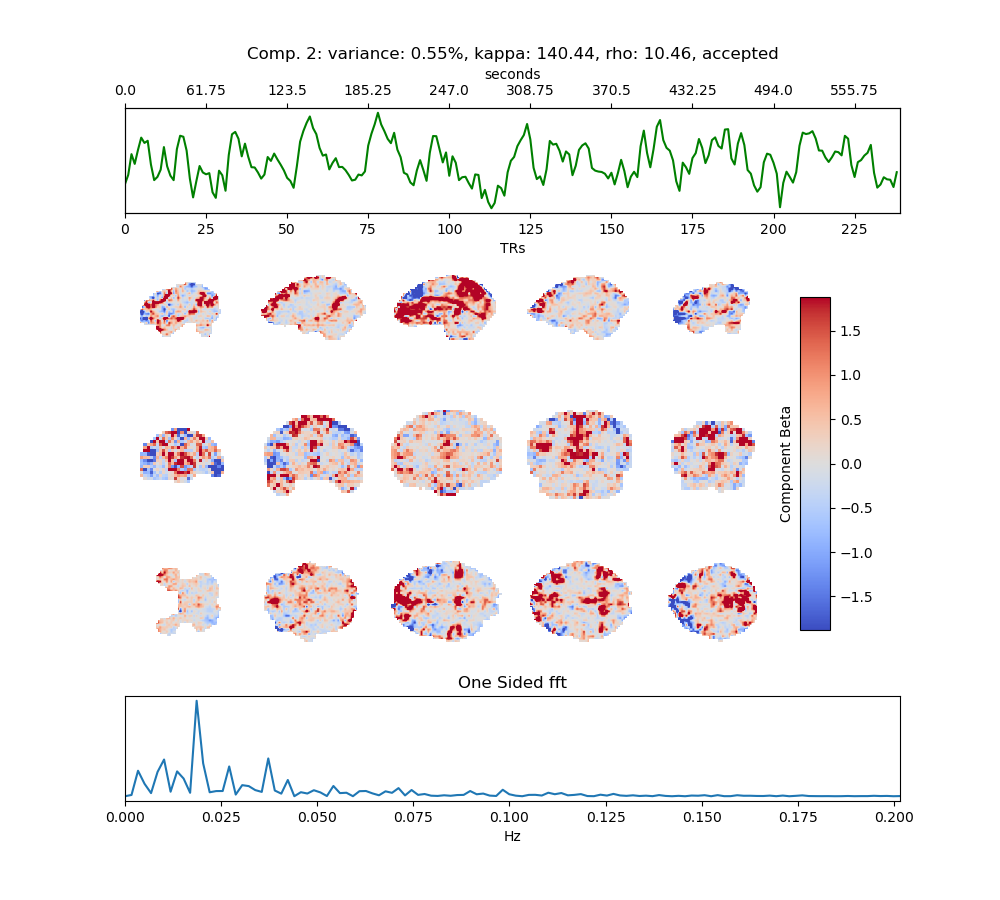 Comp. 2: variance: 0.55%, kappa: 140.44, rho: 10.46, accepted
seconds
0.0 61.75 123.5 185.25 247.0 308.75 370.5 432.25 494.0 555.75
0 25 50 75 100 125 150 175 200 225
TRs
1.5
1.0
0.5
0.0
−0.5
−1.0
−1.5
Component Beta
One Sided fft
0.000 0.025 0.050 0.075 0.100 0.125 0.150 0.175 0.200
Hz